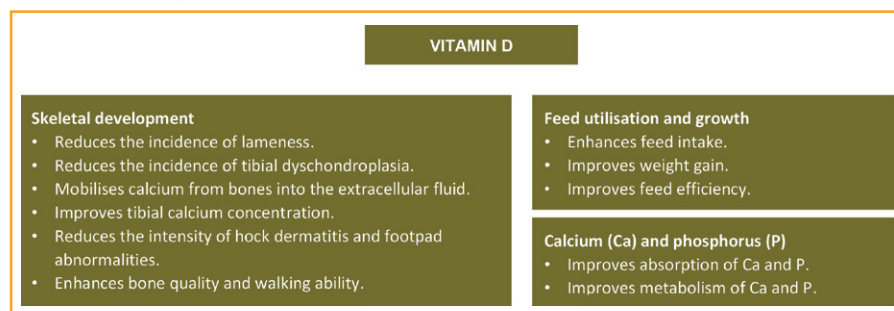 VITAMIN D
Skeletal development
• Reduces the incidence of lameness.
• Reduces the incidence of tibial dyschondroplasia.
• Mobilises calcium from bones into the extracellular fluid.
• Improves tibial calcium concentration.
• Reduces the intensity of hock dermatitis and footpad
abnormalities.
• Enhances bone quality and walking ability.
Feed utilisation and growth
• Enhances feed intake.
• Improves weight gain.
• Improves feed efficiency.
Calcium (Ca) and phosphorus (P)
• Improves absorption of Ca and P.
• Improves metabolism of Ca and P.